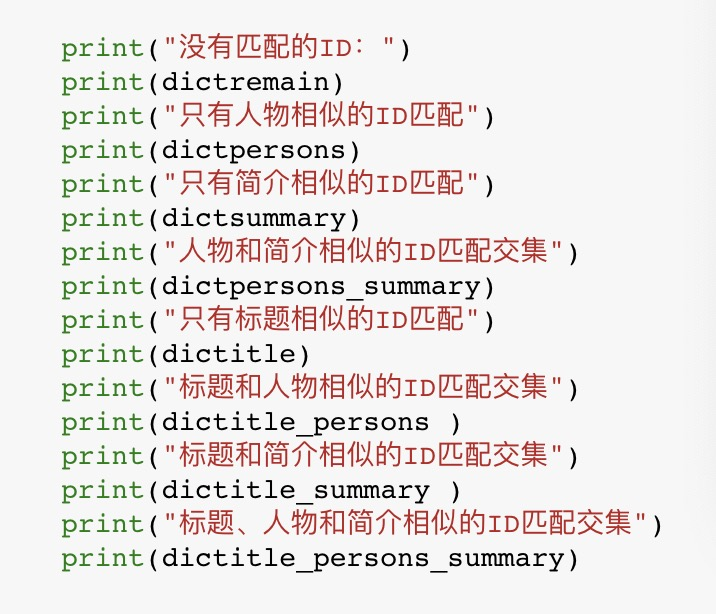 print("没有匹配的ID: ")
print(dictremain)
print("只有人物相似的ID匹配")
print(dictpersons)
print("只有简介相似的ID匹配")
print(dictsummary)
print("人物和简介相似的ID匹配交集")
print(dictpersons_summary)
print("只有标题相似的ID匹配")
print(dictitle)
print("标题和人物相似的ID匹配交集")
print(dictitle_persons )
print("标题和简介相似的ID匹配交集")
print(dictitle_summary )
print("标题、人物和简介相似的ID匹配交集")
print(dictitle_persons_summary)